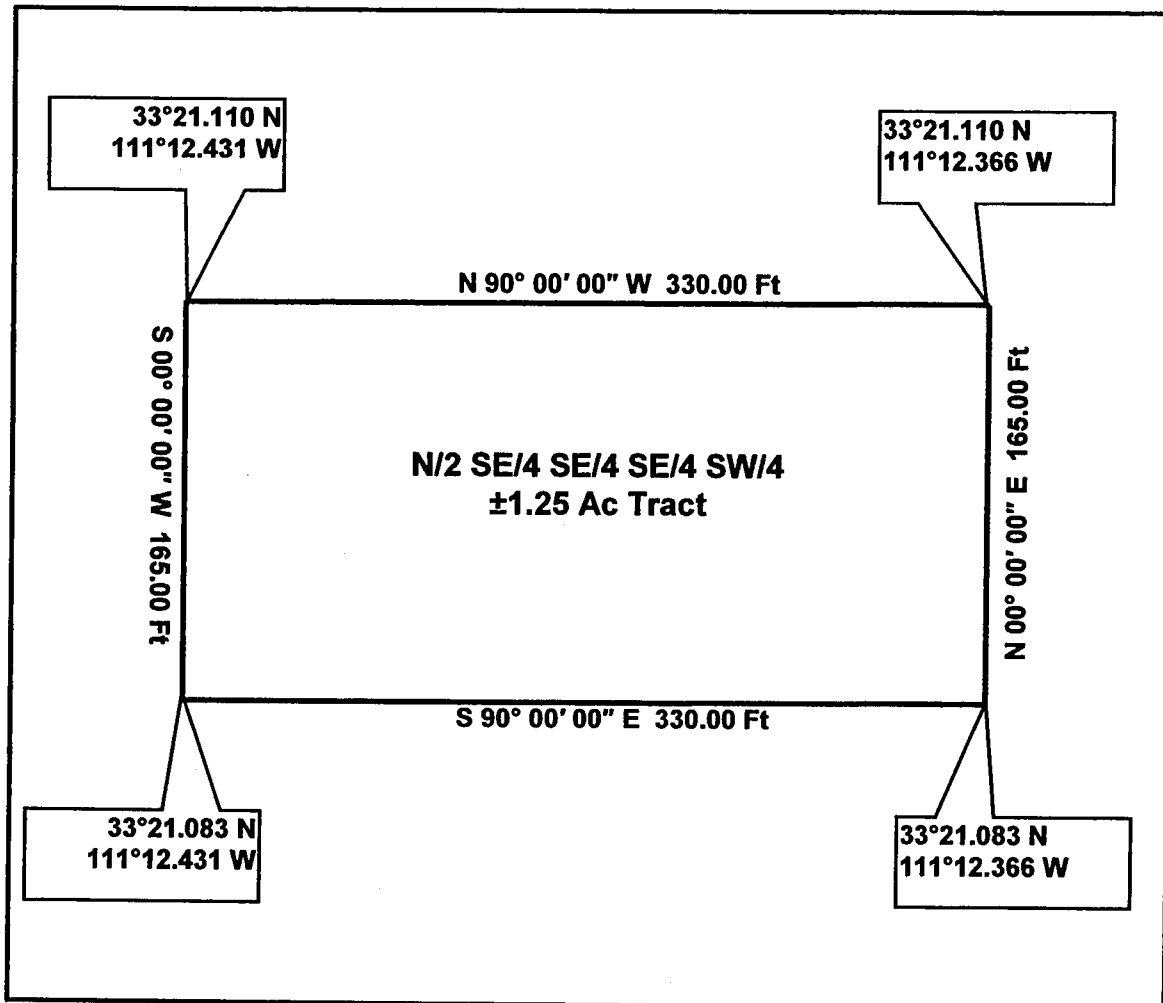 33°21.110 N
111°12.431 W
33°21.110 N
111°12.366 W
N 90° 00' 00" W 330.00 Ft
S 00° 00' 00" W 165.00 Ft
N/2 SE/4 SE/4 SE/4 SW/4
±1.25 Ac Tract
N 00° 00' 00" E 165.00 Ft
S 90° 00' 00" E 330.00 Ft
33°21.083 N
111°12.431 W
33°21.083 N
111°12.366 W